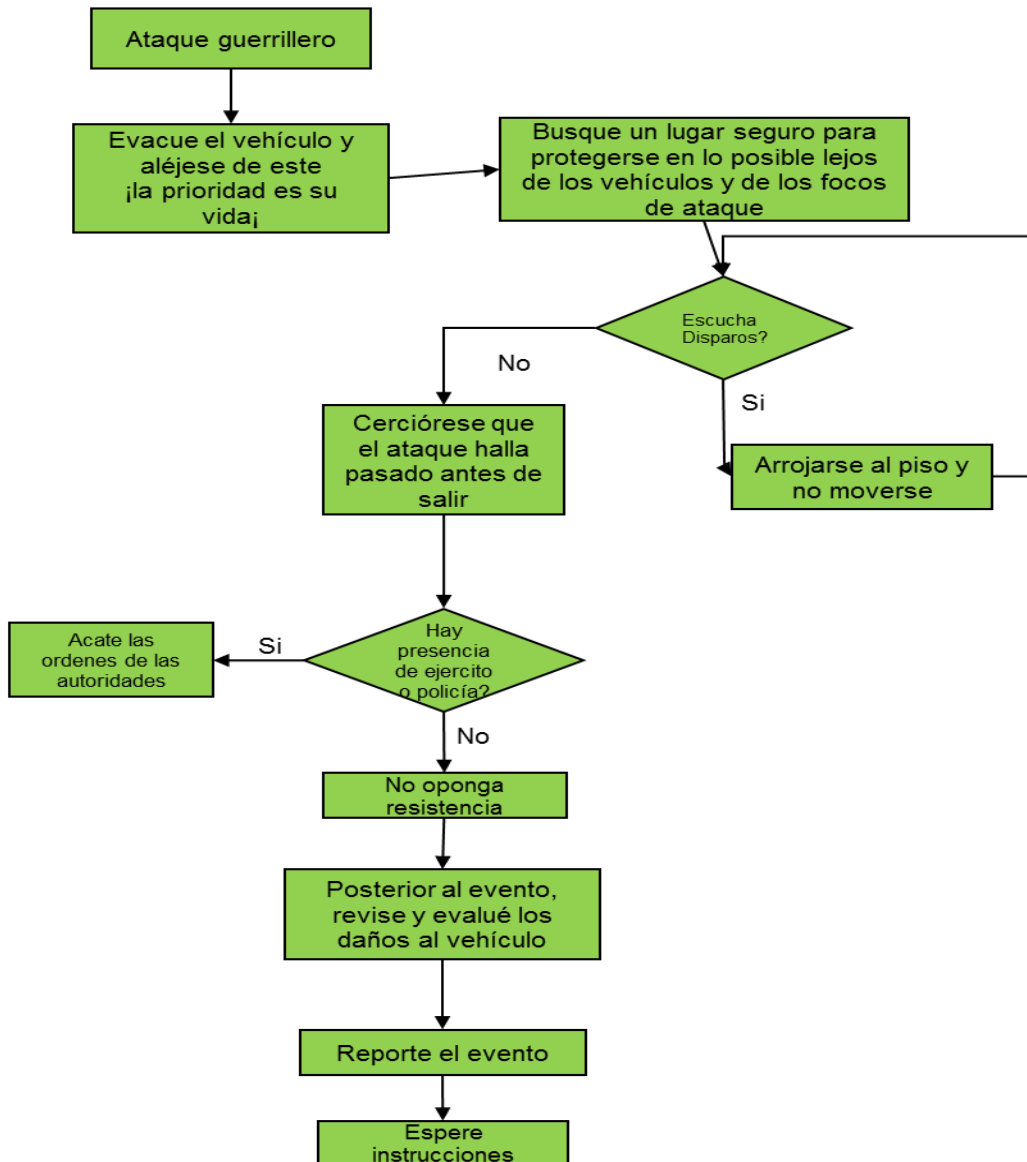 Ataque guerrillero
Evacue el vehículo y
aléjese de este
¡la prioridad es su
vida¡
Busque un lugar seguro para
protegerse en lo posible lejos
de los vehículos y de los focos
de ataque
Escucha
Disparos?
No
Si
Cerciórese que
el ataque halla
pasado antes de
salir
Arrojarse al piso y
no moverse
Hay
presencia
de ejercito
o policía?
Si
Acate las
ordenes de las
autoridades
No
No oponga
resistencia
Posterior al evento,
revise y evalué los
daños al vehículo
Reporte el evento
Espere
instrucciones